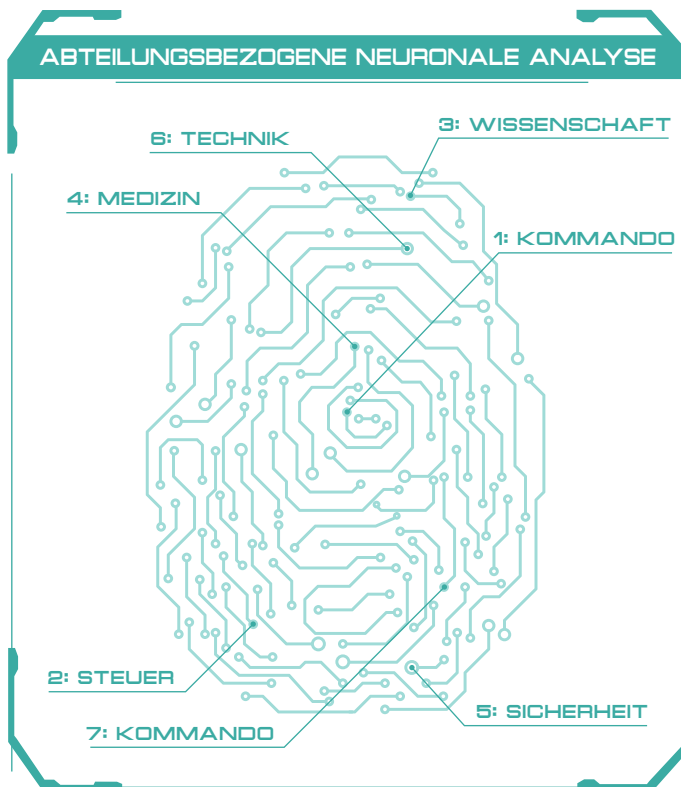 ABTEILUNGSBEZOGENE NEURONALE ANALYSE
3: WISSENSCHAFT
6: TECHNIK
4: MEDIZIN
1: KOMMANDO
2: STEUER
5: SICHERHEIT
7: KOMMANDO